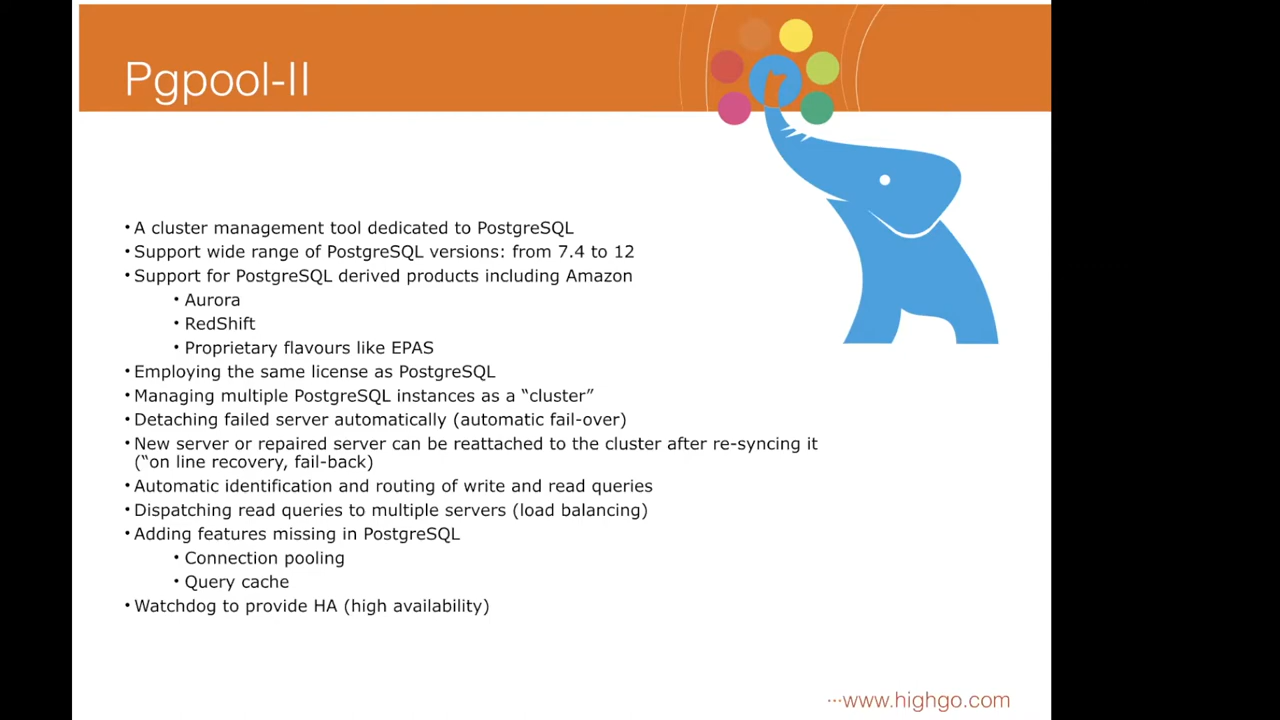 Pgpool-II
•A cluster management tool dedicated to PostgreSQL
•Support wide range of PostgreSQL versions: from 7.4 to 12
•Support for PostgreSQL derived products including Amazon
•Aurora
•RedShift
•Proprietary flavours like EPAS
•Employing the same license as PostgreSQL
•Managing multiple PostgreSQL instances as a “cluster”
•Detaching failed server automatically (automatic fail-over)
•New server or repaired server can be reattached to the cluster after re-syncing it
(“on line recovery, fail-back)
•Automatic identification and routing of write and read queries
•Dispatching read queries to multiple servers (load balancing)
•Adding features missing in PostgreSQL
•Connection pooling
•Query cache
•Watchdog to provide HA (high availability)
···www.highgo.com